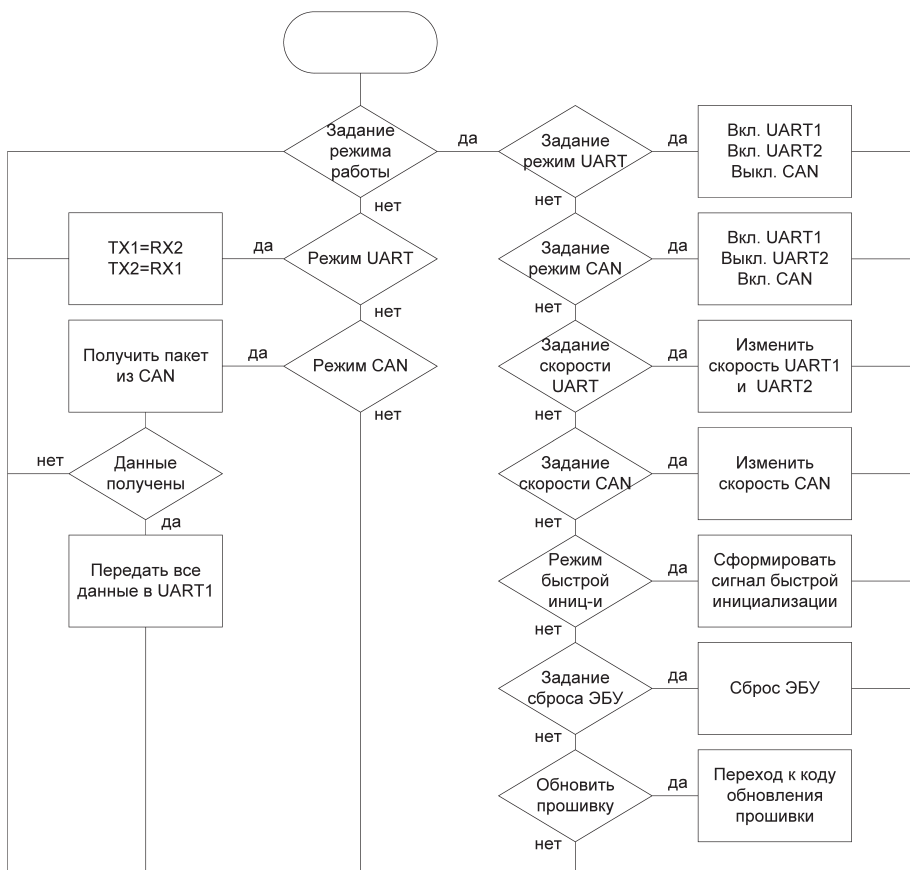 Задание
режима
работы
да
нет
Задание
режим UART
да
нет
Вкл. UART1
Вкл. UART2
Выкл. CAN
TX1=RX2
TX2=RX1
да
Режим UART
нет
Задание
режим CAN
да
нет
Вкл. UART1
Выкл. UART2
Вкл. CAN
Получить пакет
из CAN
да
Режим CAN
нет
Задание
скорости
UART
да
нет
Изменить
скорость UART1
и UART2
нет
Данные
получены
да
Задание
скорости CAN
да
нет
Изменить
скорость CAN
Передать все
данные в UART1
Режим
быстрой
иниц-и
да
нет
Сформировать
сигнал быстрой
инициализации
Задание
сброса ЭБУ
да
нет
Сброс ЭБУ
Обновить
прошивку
да
нет
Переход к коду
обновления
прошивки